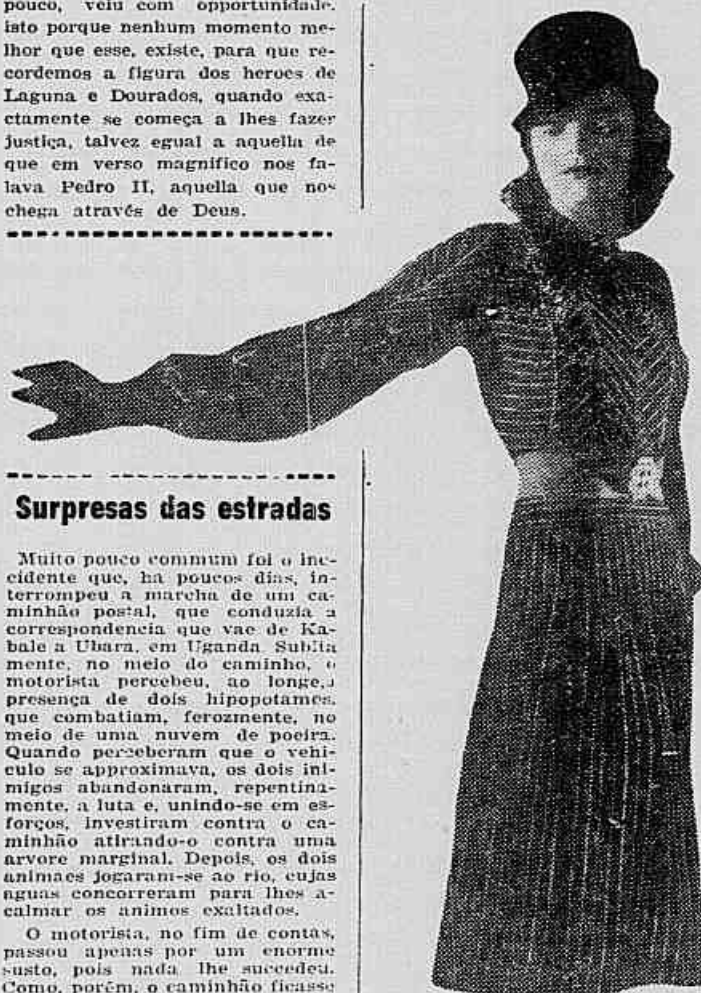 pouco, veiu com opportunidade.
isto porque nenhum momento me-
lhor que esse, existe, para que re-
cordemos a figura dos heroes de
Laguna e Dourados, quando exa-
ctamente se começa a lhes fazer
justiça, talvez egual a aquella de
que em verso magnifico nos fa-
lava Pedro II, aquella que nos
chega através de Deus.
Surpresas das estradas
Muito pouco commum foi o inc-
cidente que, ha poucos dias, in-
terrompeu a marcha de um ca-
minhão postal, que conduzia a
correspondencia que vae de Ka-
bale a Ubara, em Uganda. Subita
mente, no meio do caminho, o
motorista percebeu, ao longe, a
presença de dois hipopotames,
que combatiam, ferozmente, no
meio de uma nuvem de poeira.
Quando perceberam que o vehi-
culo se approximava, os dois ini-
migos abandonaram, repentina-
mente, a luta e, unindo-se em es-
forços, investiram contra o ca-
minhão atirando-o contra uma
arvore marginal. Depois, os dois
animaes jogaram-se ao rio, cujas
aguas concorreram para lhes a-
calmar os animos exaltados.
O motorista, no fim de contas,
passou apenas por um enorme
susto, pois nada lhe succedeu.
Como, porém, o caminhão ficasse